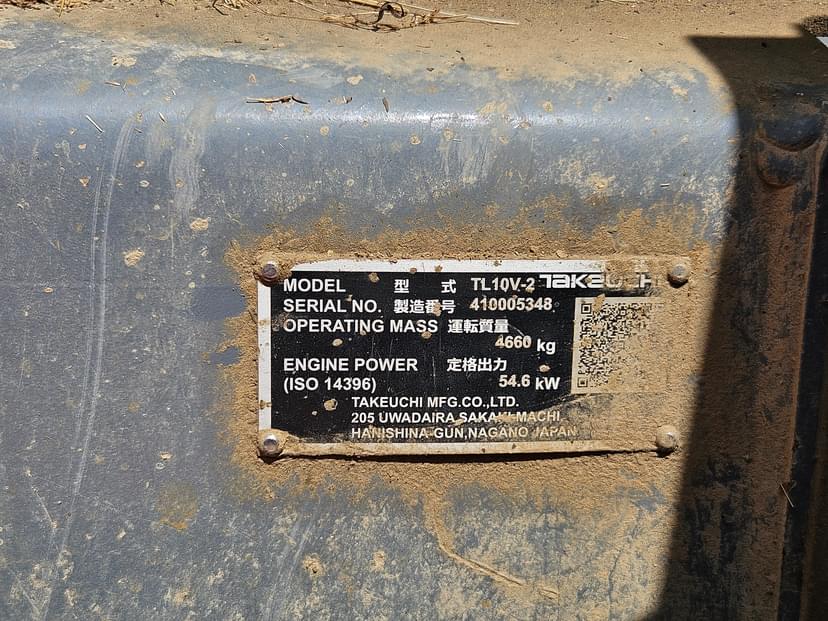 MODEL 型式 TL10V-2 TAKEUCHI
SERIAL NO. 製造番号 410005348
OPERATING MASS 運転質量
4660 kg
ENGINE POWER 定格出力
(ISO 14396) 54.6 kW
TAKEUCHI MFG.CO.,LTD.
205 UWADAIRA,SAKAKI-MACHI
HANISHINA-GUN,NAGANO JAPAN